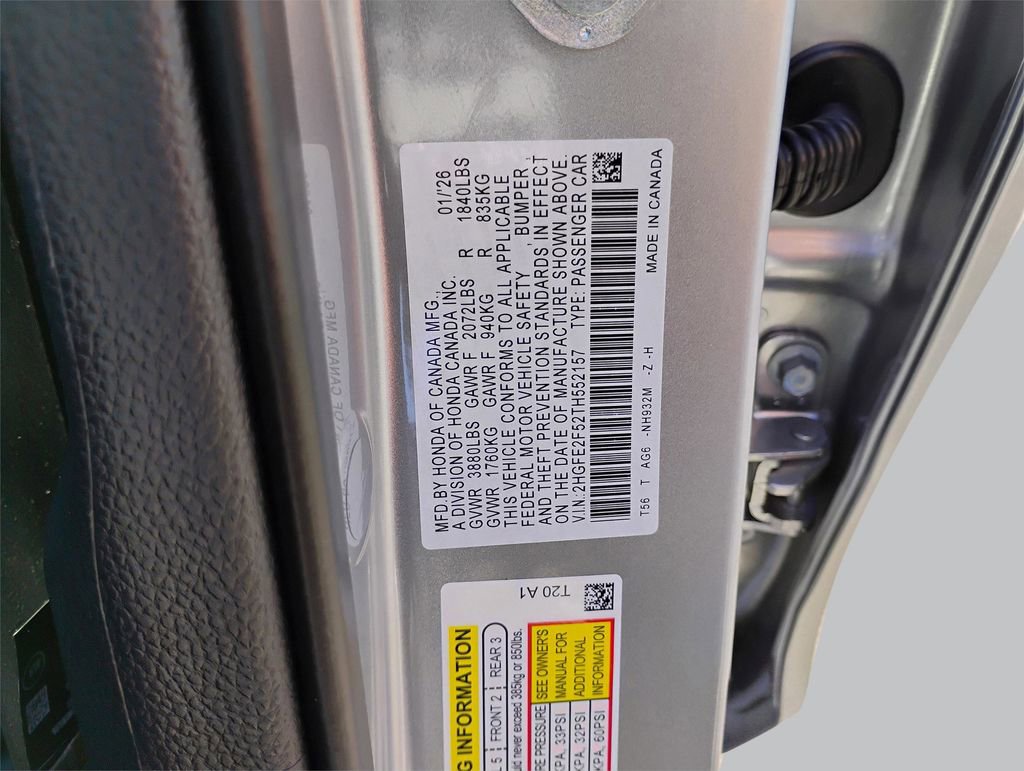 MFD.BY HONDA OF CANADA MFG., 01/'26
A DIVISION OF HONDA CANADA INC.
GVWR 3880LBS GAWR F 2072LBS R 1840LBS
GVWR 1760KG GAWR F 940KG R 835KG
THIS VEHICLE CONFORMS TO ALL APPLICABLE
FEDERAL MOTOR VEHICLE SAFETY , BUMPER ,
AND THEFT PREVENTION STANDARDS IN EFFECT
ON THE DATE OF MANUFACTURE SHOWN ABOVE.
V.I.N.:2HGFE2F52TH552157 TYPE: PASSENGER CAR
T56 T AG6 -NH932M -Z -H MADE IN CANADA
T20 A1
G INFORMATION
5 FRONT 2 REAR 3
never exceed 385kg or 850lbs.
PRESSURE SEE OWNER'S
KPA, 33PSI MANUAL FOR
KPA, 32PSI ADDITIONAL
KPA, 60PSI INFORMATION
OF CANADA MFG